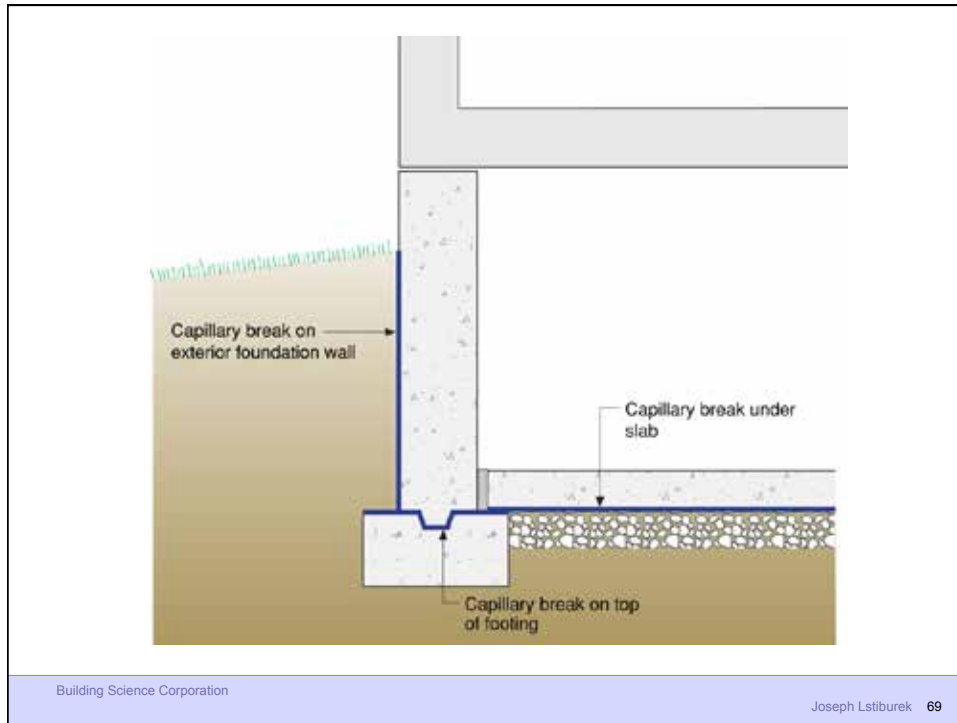 Capillary break on
exterior foundation wall
Capillary break under
slab
Capillary break on top
of footing
Building Science Corporation
Joseph Lstiburek 69